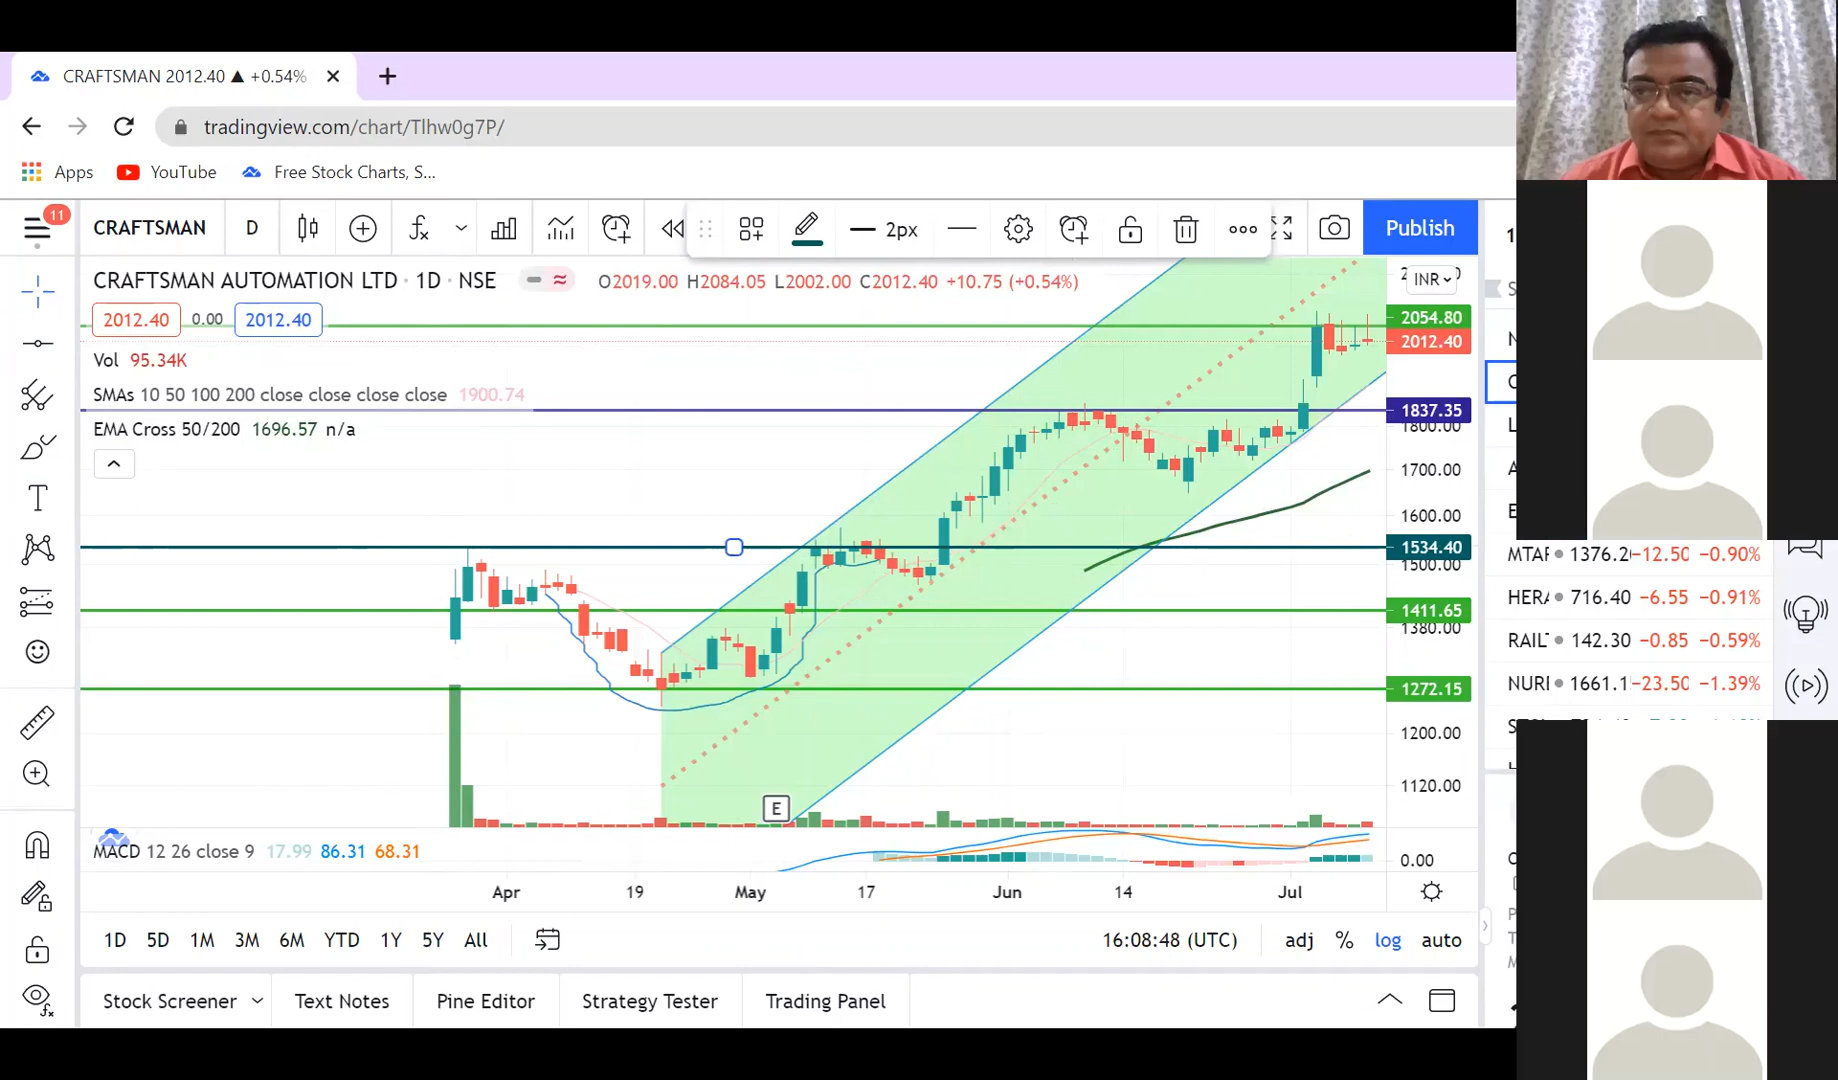 CRAFTSMAN 2012.40 ▲ +0.54%
tradingview.com/chart/Tlhw0g7P/
Apps YouTube Free Stock Charts, S...
11
CRAFTSMAN D 2px Publish
CRAFTSMAN AUTOMATION LTD · 1D · NSE O2019.00 H2084.05 L2002.00 C2012.40 +10.75 (+0.54%)
INR
2012.40 0.00 2012.40
2054.80
2012.40
Vol 95.34K
SMAs 10 50 100 200 close close close close 1900.74
1837.35
1800.00
EMA Cross 50/200 1696.57 n/a
1700.00
1600.00
1534.40
1500.00
1411.65
1380.00
1272.15
1200.00
1120.00
E
MACD 12 26 close 9 17.99 86.31 68.31
0.00
Apr 19 May 17 Jun 14 Jul
1D 5D 1M 3M 6M YTD 1Y 5Y All 16:08:48 (UTC) adj % log auto
Stock Screener Text Notes Pine Editor Strategy Tester Trading Panel
1376.2 −12.50 −0.90%
716.40 −6.55 −0.91%
142.30 −0.85 −0.59%
1661.1 −23.50 −1.39%